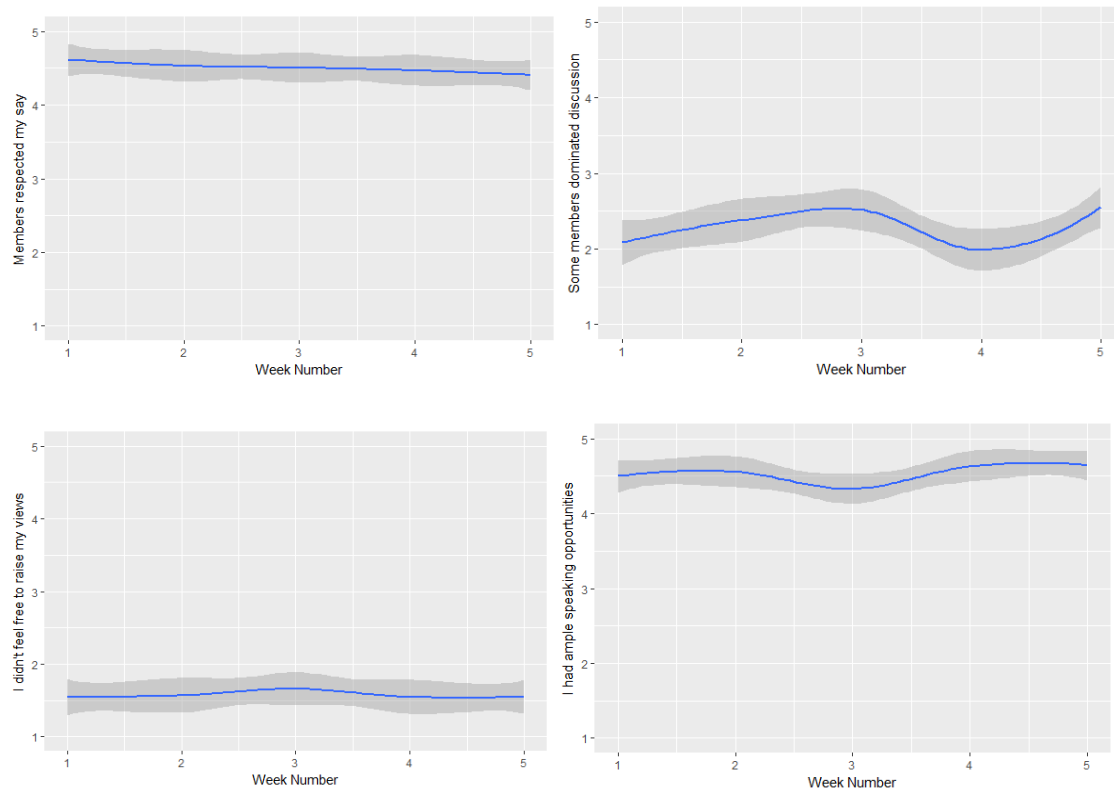 Members respected my say
5
4
3
2
1
1 2 3 4 5
Week Number
Some members dominated discussion
5
4
3
2
1
1 2 3 4 5
Week Number
I didn't feel free to raise my views
5
4
3
2
1
1 2 3 4 5
Week Number
I had ample speaking opportunities
5
4
3
2
1
1 2 3 4 5
Week Number